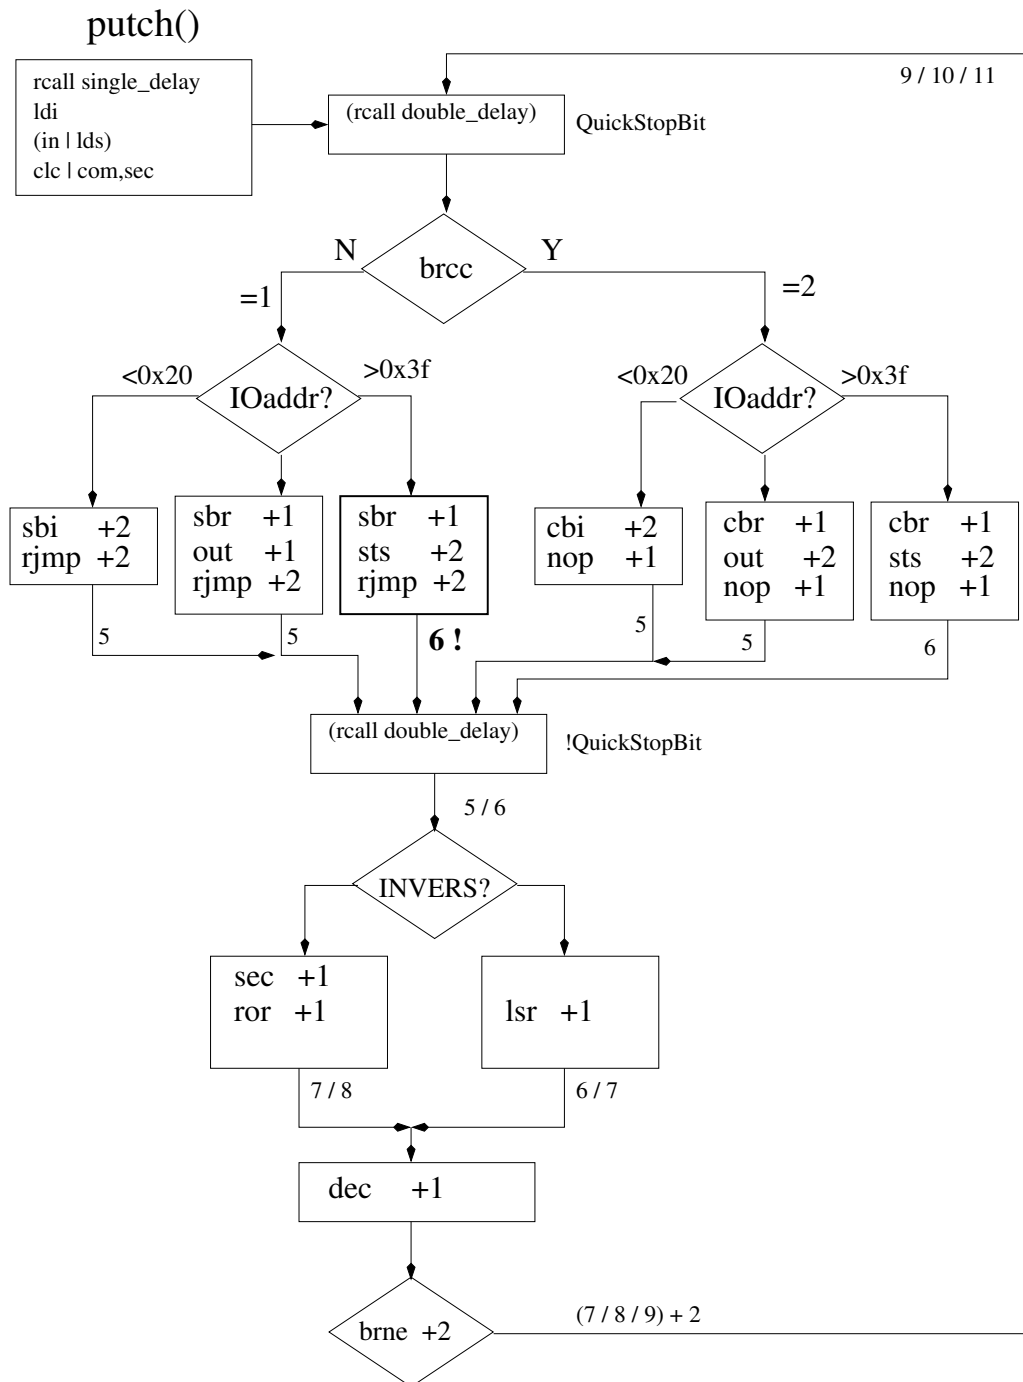 putch()
rcall single_delay
ldi
(in | lds)
clc | com,sec
9 / 10 / 11
(rcall double_delay)
QuickStopBit
N
brcc
Y
=1
=2
<0x20
IOaddr?
>0x3f
<0x20
IOaddr?
>0x3f
sbi +2
rjmp +2
sbr +1
out +1
rjmp +2
sbr +1
sts +2
rjmp +2
cbi +2
nop +1
cbr +1
out +2
nop +1
cbr +1
sts +2
nop +1
5
5
6 !
5
5
6
(rcall double_delay)
!QuickStopBit
5 / 6
INVERS?
sec +1
ror +1
lsr +1
7 / 8
6 / 7
dec +1
brne +2
(7 / 8 / 9) + 2